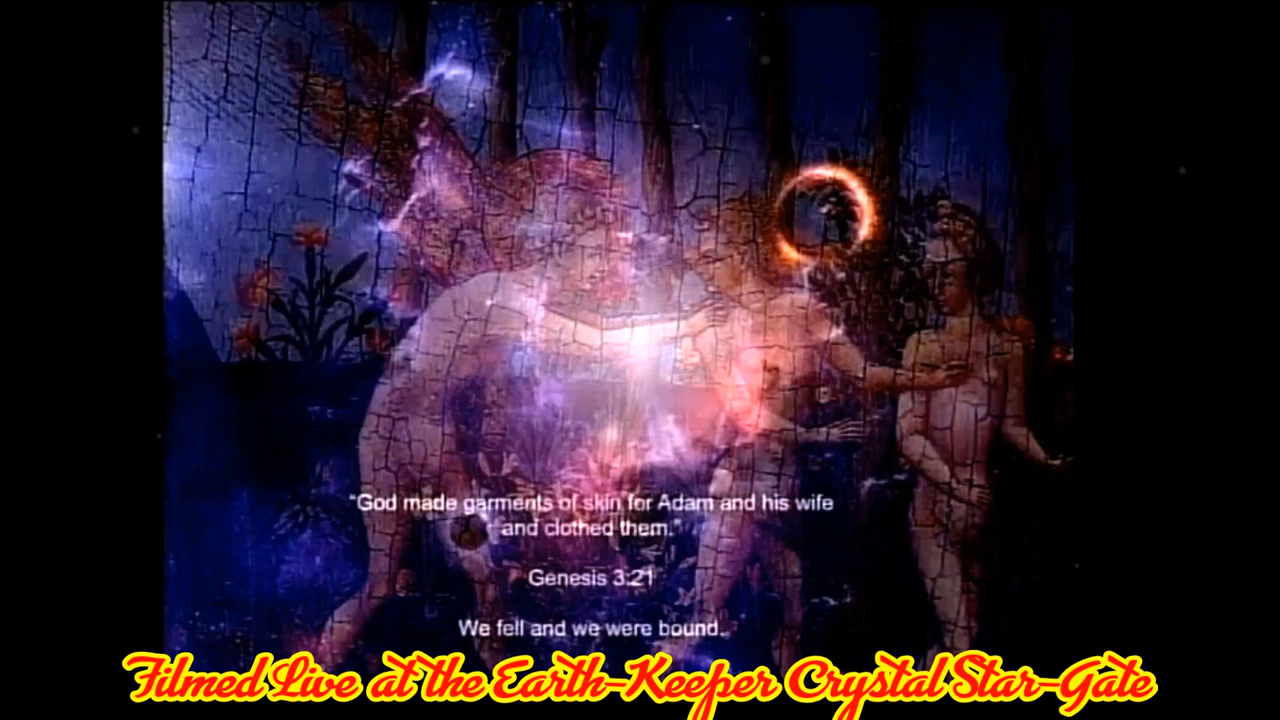 “God made garments of skin for Adam and his wife
and clothed them.”
Genesis 3:21
We fell and we were bound.
Filmed Live at the Earth-Keeper Crystal Star-Gate